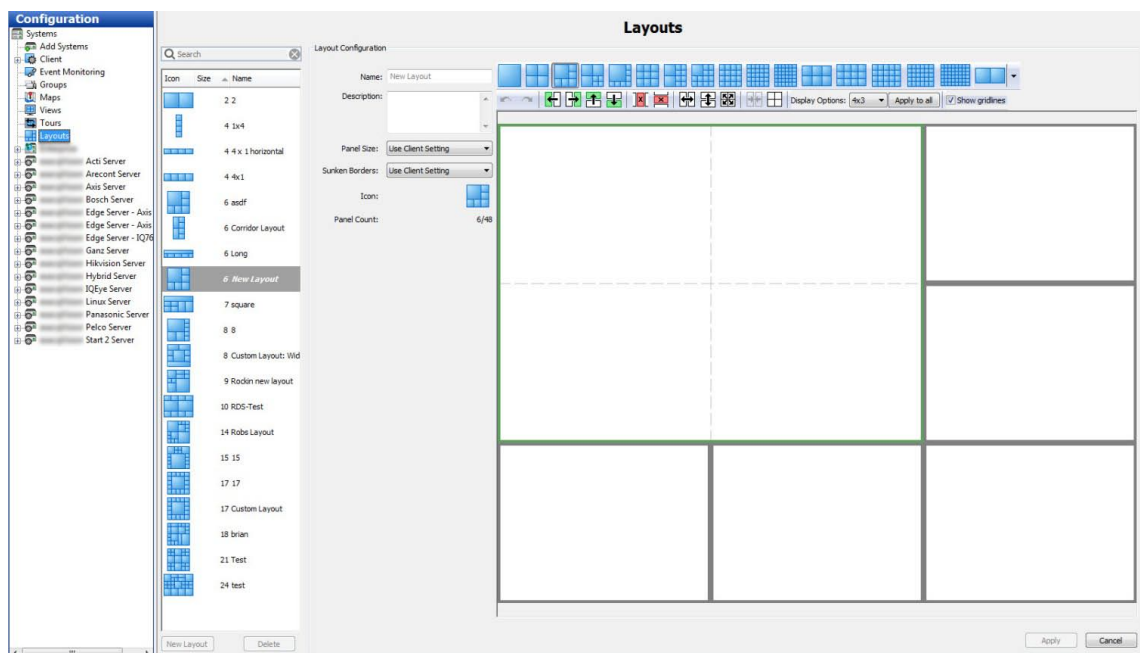 Configuration
Systems
Add Systems
Client
Event Monitoring
Groups
Maps
Views
Tours
Layouts
Acti Server
Arecont Server
Axis Server
Bosch Server
Edge Server - Axis
Edge Server - Axis
Edge Server - IQ76
Ganz Server
Hikvision Server
Hybrid Server
IQEye Server
Linux Server
Panasonic Server
Pelco Server
Start 2 Server
Layouts
Search
Icon Size Name
2 2
4 1x4
4 4 x 1 horizontal
4 4x1
6 asdf
6 Corridor Layout
6 Long
6 New Layout
7 square
8 8
8 Custom Layout: Wid
9 Rockin new layout
10 RDS-Test
14 Robs Layout
15 15
17 17
17 Custom Layout
18 brian
21 Test
24 test
New Layout Delete
Layout Configuration
Name: New Layout
Description:
Panel Size: Use Client Setting
Sunken Borders: Use Client Setting
Icon:
Panel Count: 6/48
Display Options: 4x3 Apply to all Show gridlines
Apply Cancel